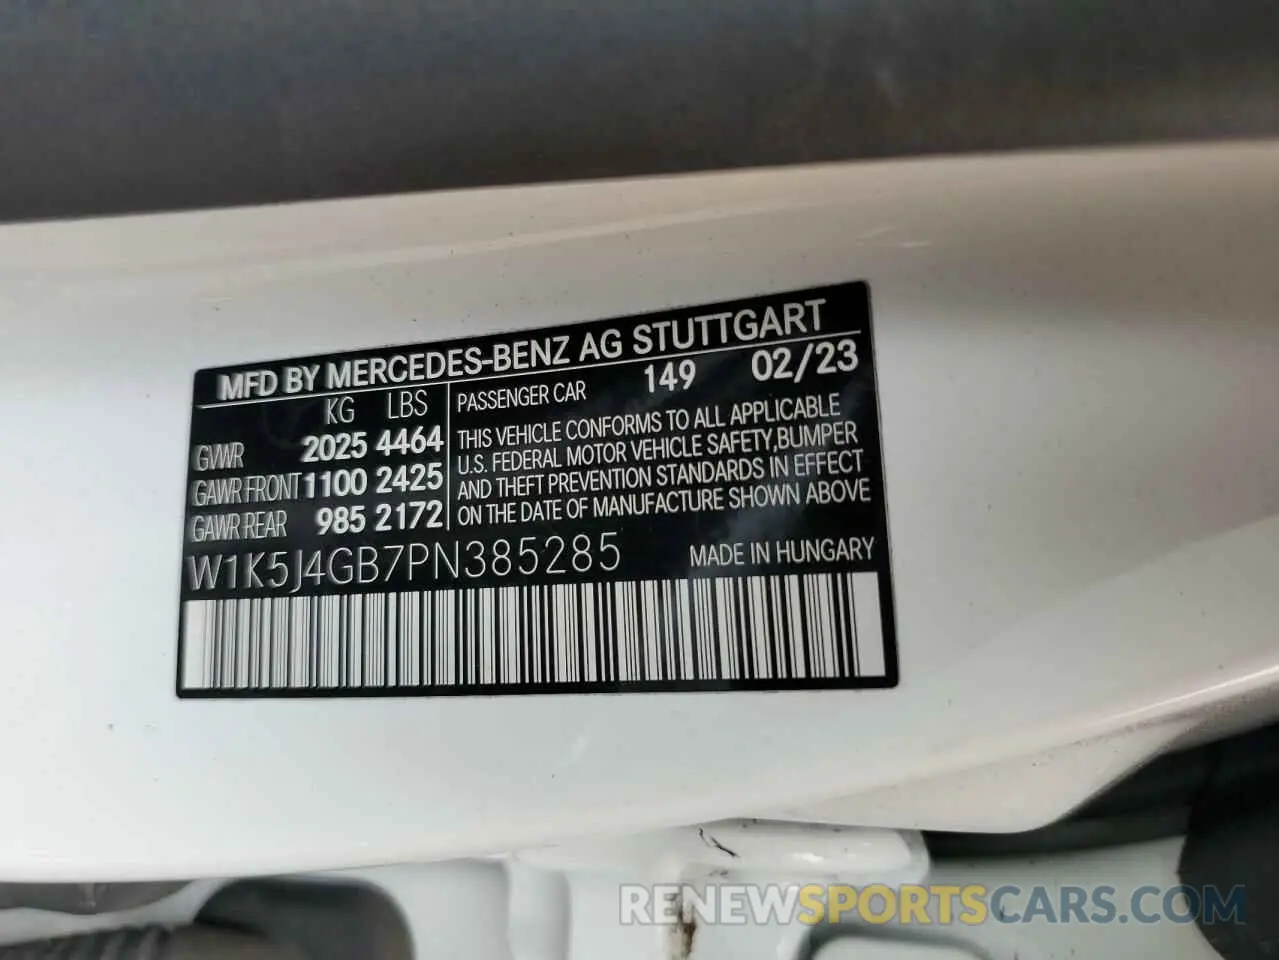 MFD BY MERCEDES-BENZ AG STUTTGART
KG LBS PASSENGER CAR 149 02/23
GVWR 2025 4464
GAWR FRONT 1100 2425
GAWR REAR 985 2172
THIS VEHICLE CONFORMS TO ALL APPLICABLE
U.S. FEDERAL MOTOR VEHICLE SAFETY, BUMPER
AND THEFT PREVENTION STANDARDS IN EFFECT
ON THE DATE OF MANUFACTURE SHOWN ABOVE
W1K5J4GB7PN385285 MADE IN HUNGARY
RENEWSPORTSCARS.COM